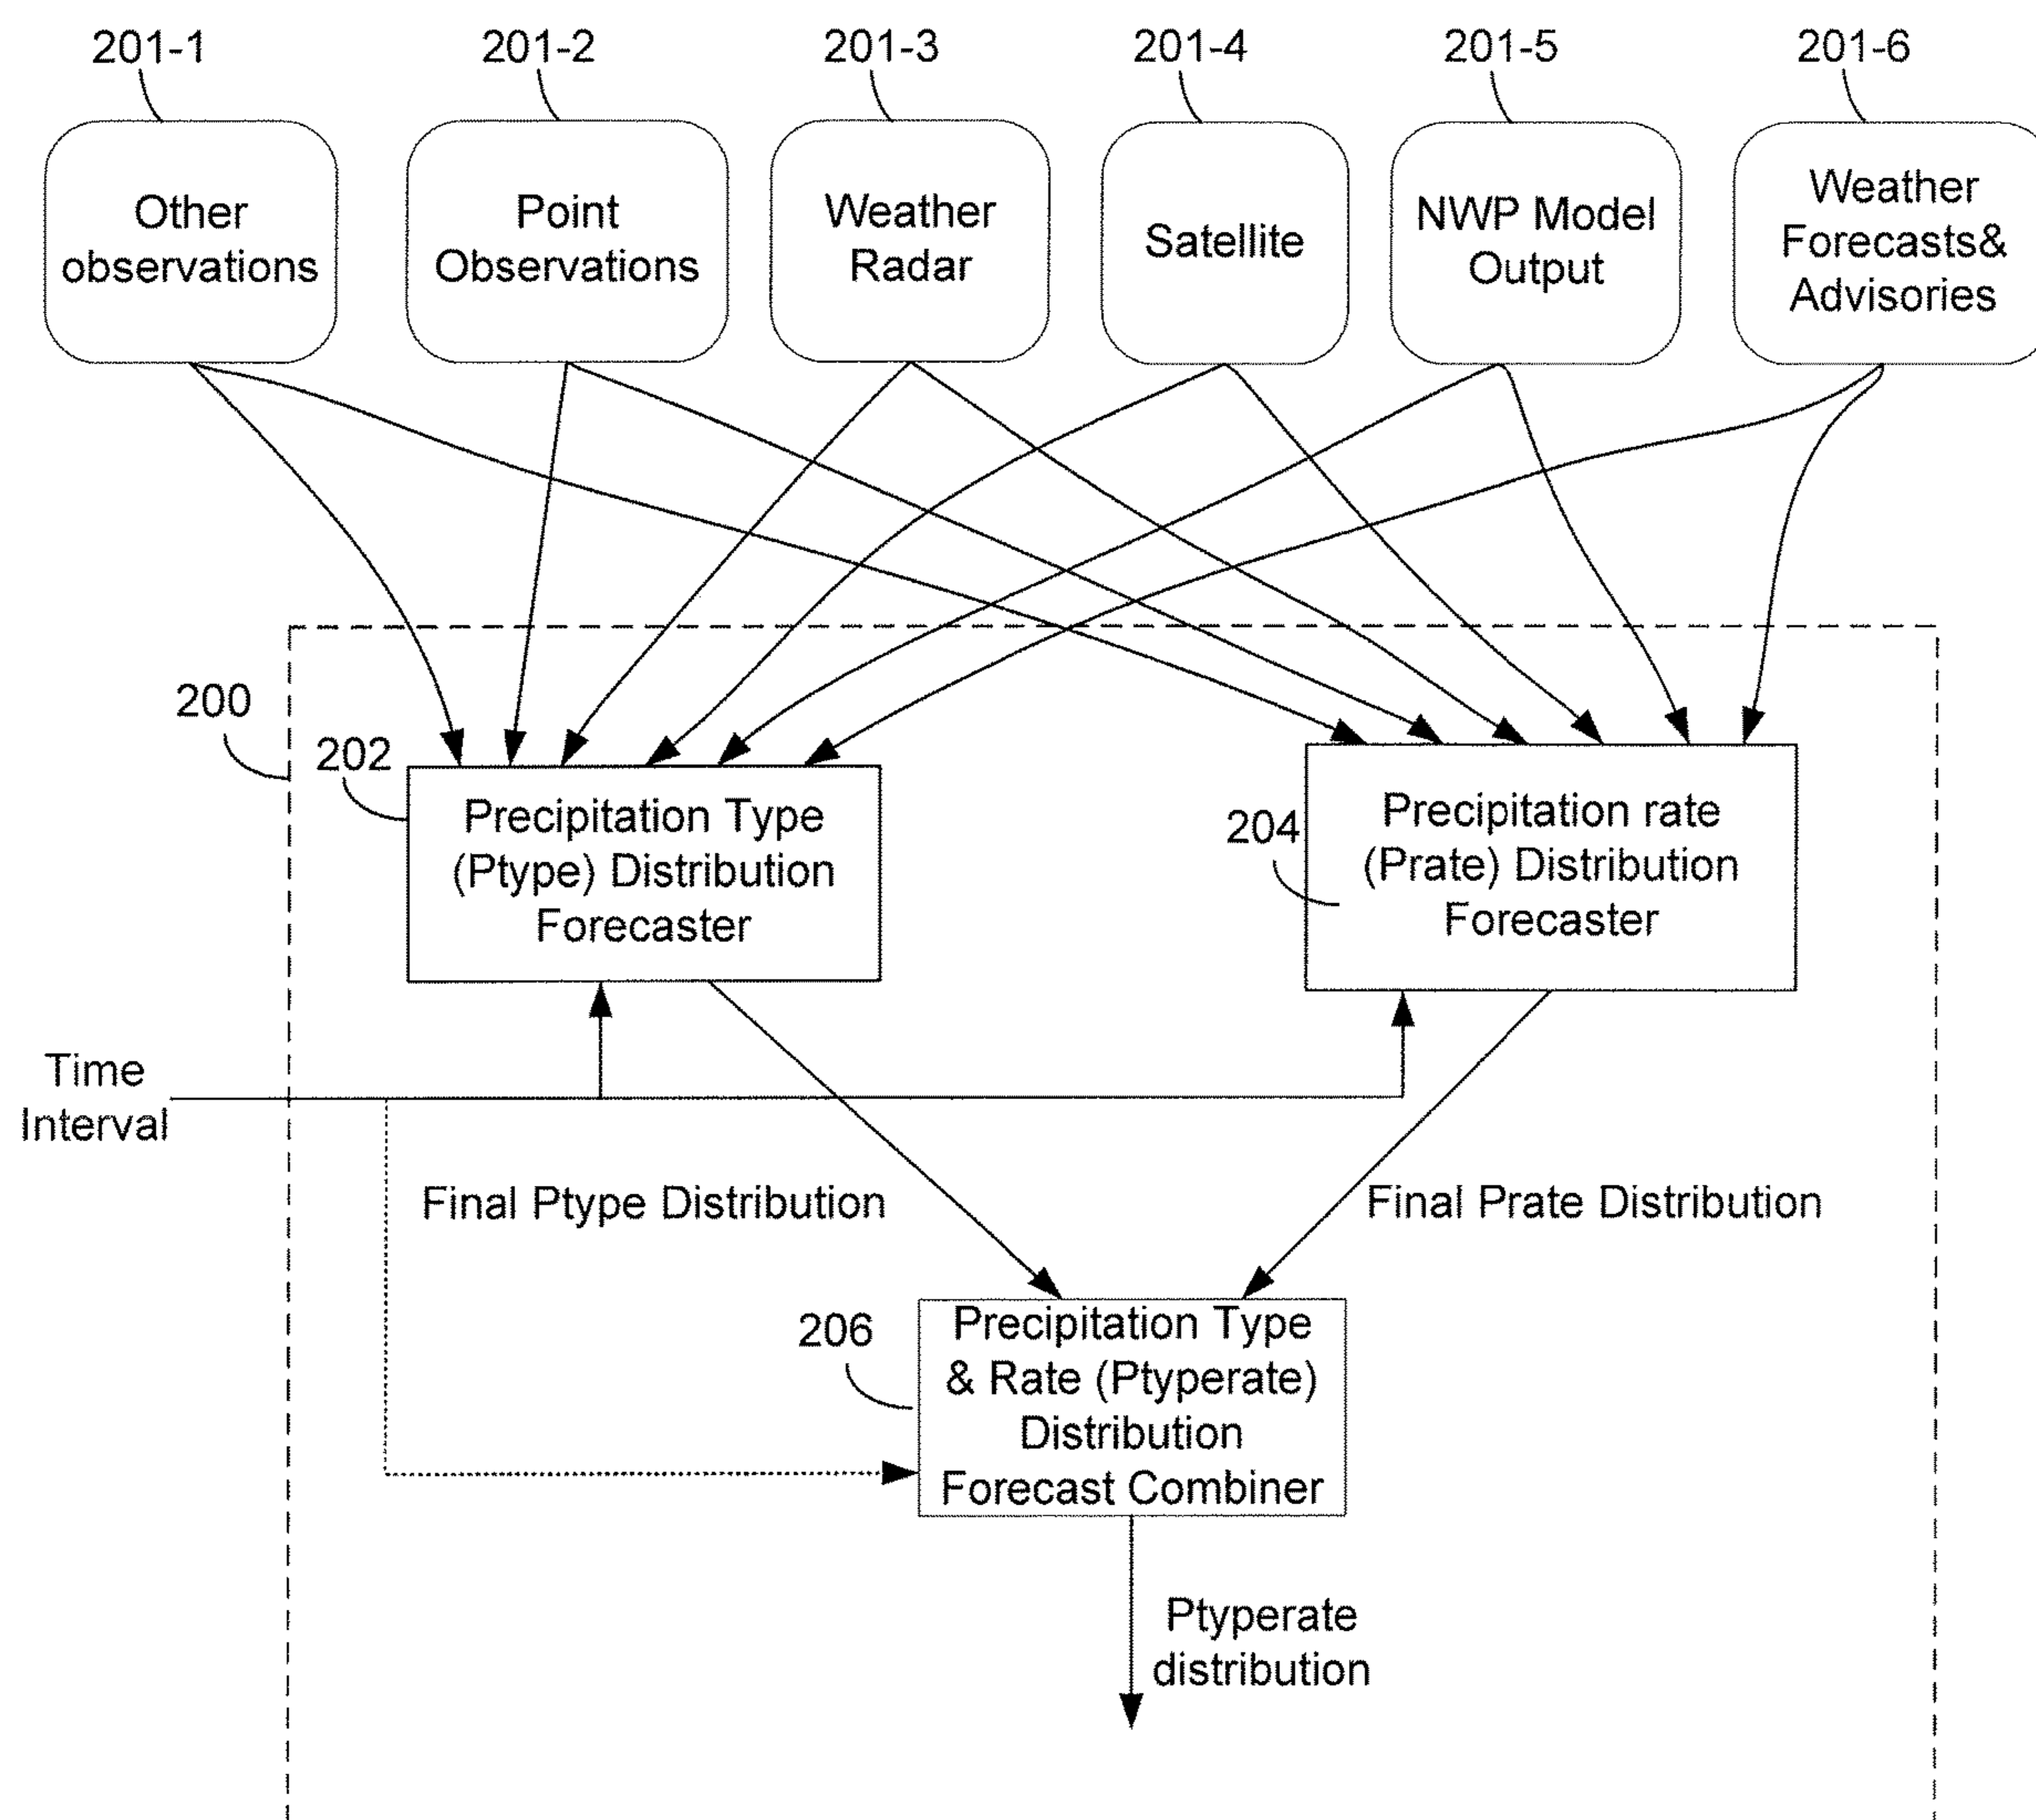 201-1
201-2
201-3
201-4
201-5
201-6
Other
observations
Point
Observations
Weather
Radar
Satellite
NWP Model
Output
Weather
Forecasts&
Advisories
200
202
Precipitation Type
(Ptype) Distribution
Forecaster
204
Precipitation rate
(Prate) Distribution
Forecaster
Time
Interval
Final Ptype Distribution
Final Prate Distribution
206
Precipitation Type
& Rate (Ptyperate)
Distribution
Forecast Combiner
Ptyperate
distribution